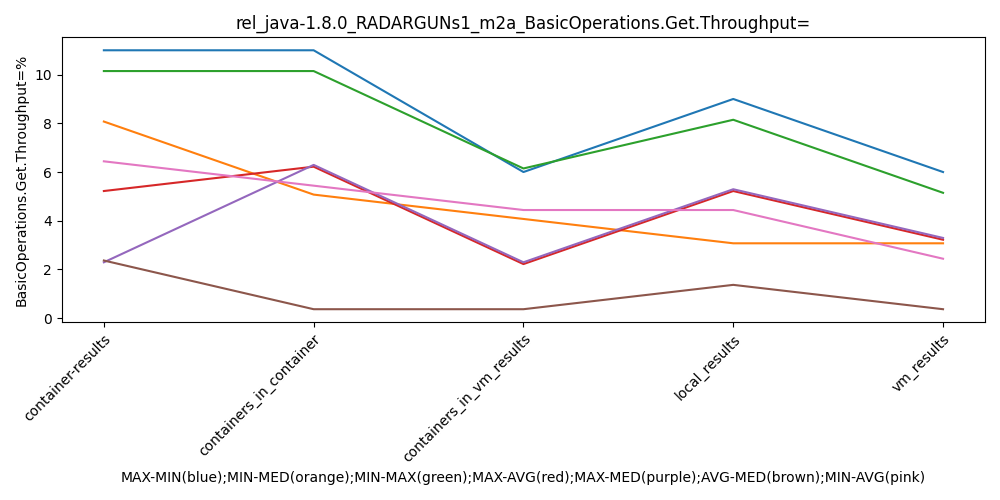 rel_java-1.8.0_RADARGUNs1_m2a_BasicOperations.Get.Throughput=
BasicOperations.Get.Throughput=%
10
8
6
4
2
0
container-results
containers_in_container
containers_in_vm_results
local_results
vm_results
MAX-MIN(blue);MIN-MED(orange);MIN-MAX(green);MAX-AVG(red);MAX-MED(purple);AVG-MED(brown);MIN-AVG(pink)